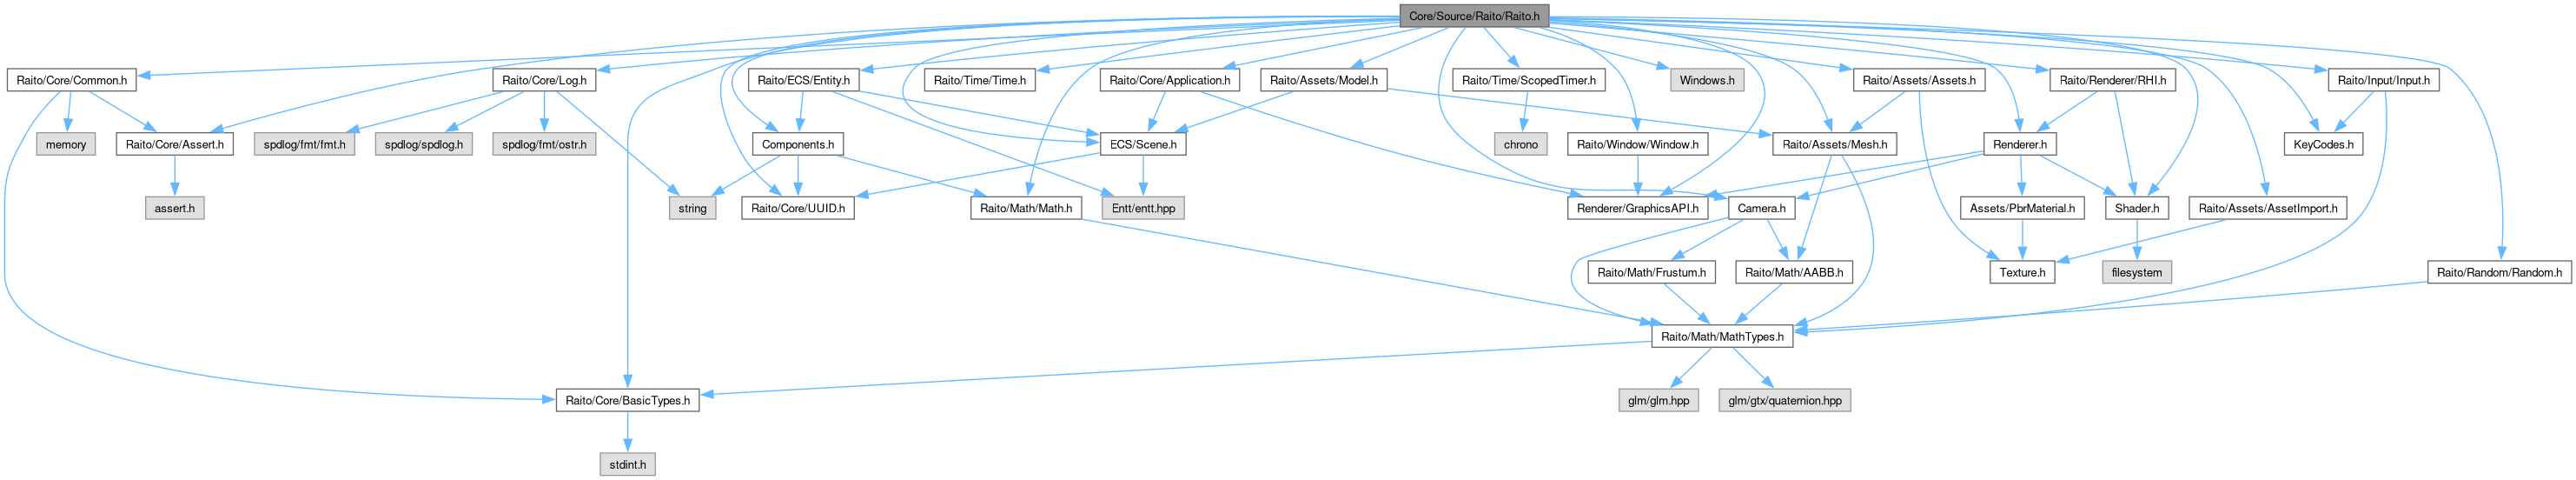 Core/Source/Raito/Raito.h
Raito/Core/Common.h
Raito/Core/Log.h
Raito/ECS/Entity.h
Raito/Time/Time.h
Raito/Core/Application.h
Raito/Assets/Model.h
Raito/Time/ScopedTimer.h
Windows.h
Raito/Assets/Assets.h
Raito/Renderer/RHI.h
Raito/Input/Input.h
memory
Raito/Core/Assert.h
spdlog/fmt/fmt.h
spdlog/spdlog.h
spdlog/fmt/ostr.h
Components.h
ECS/Scene.h
chrono
Raito/Window/Window.h
Raito/Assets/Mesh.h
Renderer.h
KeyCodes.h
assert.h
string
Raito/Core/UUID.h
Raito/Math/Math.h
Entt/entt.hpp
Renderer/GraphicsAPI.h
Camera.h
Assets/PbrMaterial.h
Shader.h
Raito/Assets/AssetImport.h
Raito/Math/Frustum.h
Raito/Math/AABB.h
Texture.h
filesystem
Raito/Random/Random.h
Raito/Math/MathTypes.h
Raito/Core/BasicTypes.h
glm/glm.hpp
glm/gtx/quaternion.hpp
stdint.h